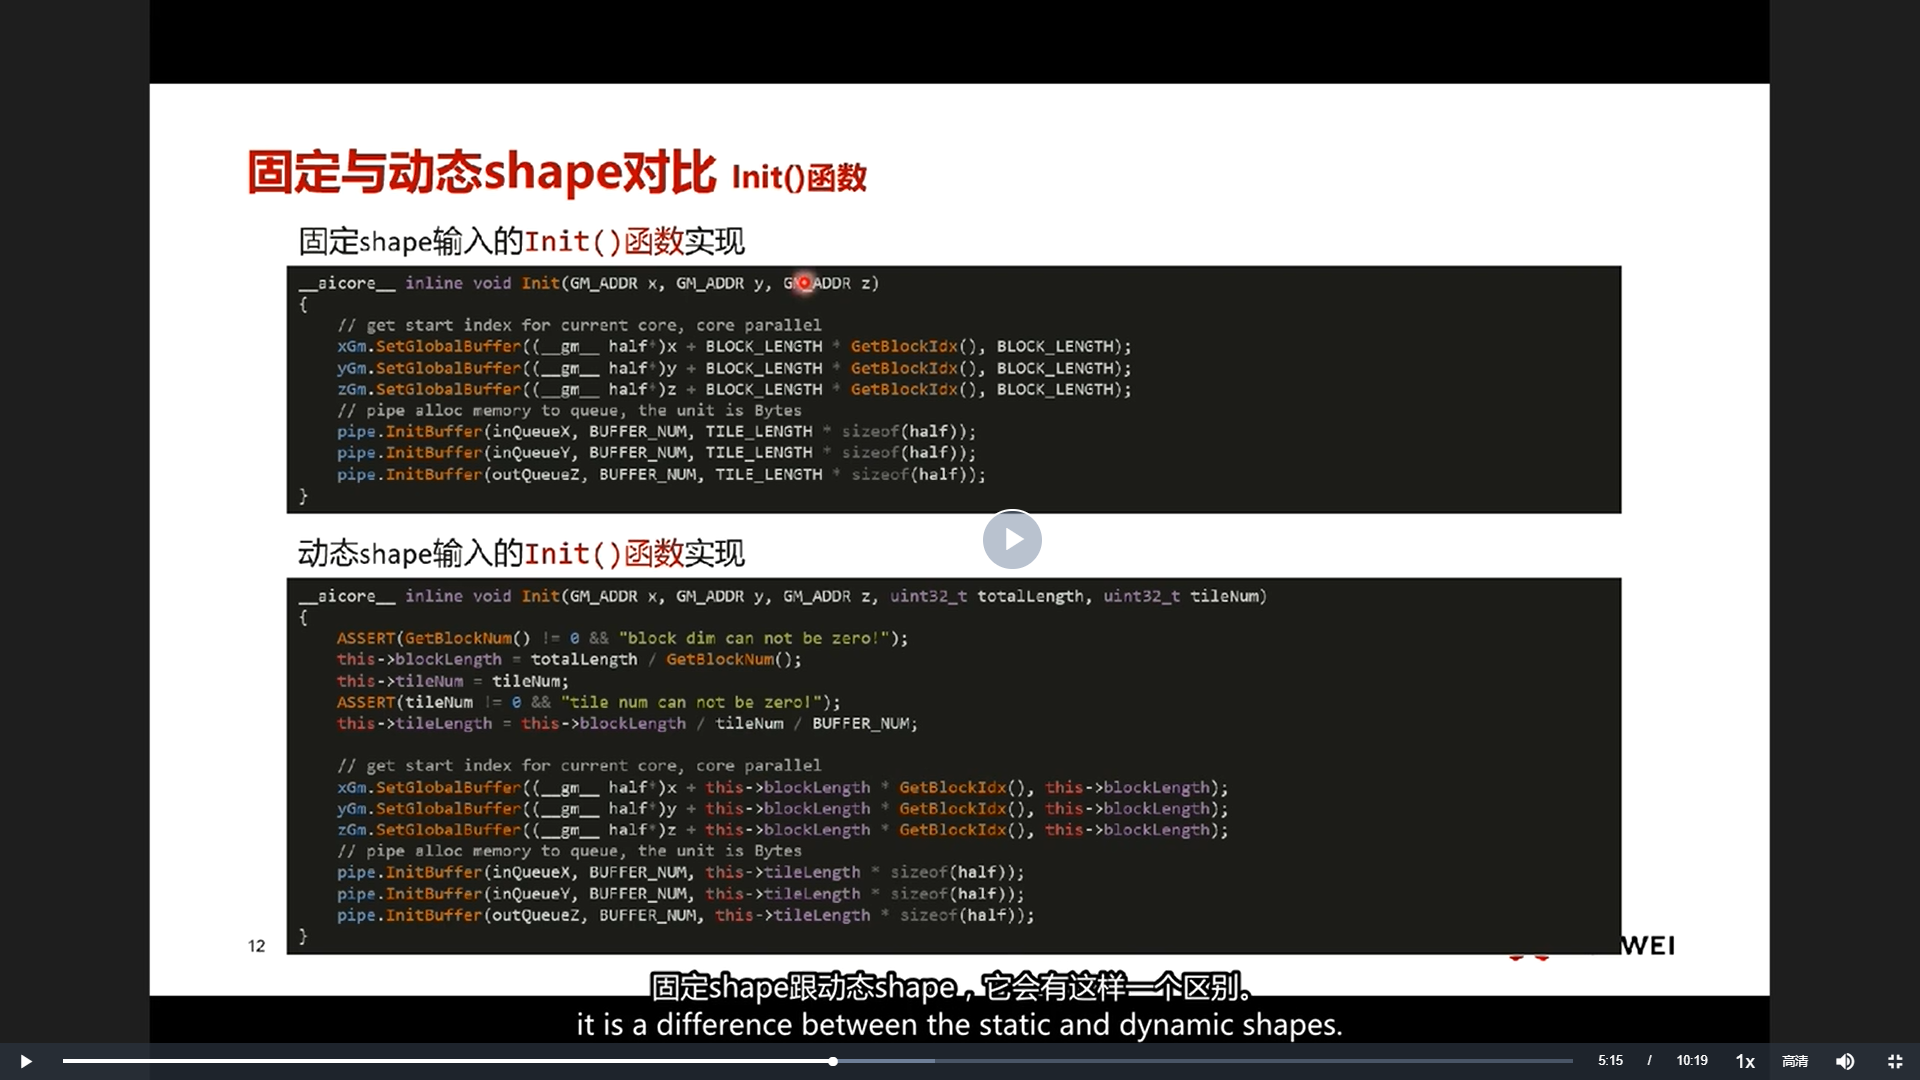 固定与动态shape对比 Init()函数
固定shape输入的Init()函数实现
__aicore__ inline void Init(GM_ADDR x, GM_ADDR y, GM_ADDR z)
{
// get start index for current core, core parallel
xGm.SetGlobalBuffer((__gm__ half*)x + BLOCK_LENGTH * GetBlockIdx(), BLOCK_LENGTH);
yGm.SetGlobalBuffer((__gm__ half*)y + BLOCK_LENGTH * GetBlockIdx(), BLOCK_LENGTH);
zGm.SetGlobalBuffer((__gm__ half*)z + BLOCK_LENGTH * GetBlockIdx(), BLOCK_LENGTH);
// pipe alloc memory to queue, the unit is Bytes
pipe.InitBuffer(inQueueX, BUFFER_NUM, TILE_LENGTH * sizeof(half));
pipe.InitBuffer(inQueueY, BUFFER_NUM, TILE_LENGTH * sizeof(half));
pipe.InitBuffer(outQueueZ, BUFFER_NUM, TILE_LENGTH * sizeof(half));
}
动态shape输入的Init()函数实现
__aicore__ inline void Init(GM_ADDR x, GM_ADDR y, GM_ADDR z, uint32_t totalLength, uint32_t tileNum)
{
ASSERT(GetBlockNum() != 0 && "block dim can not be zero!");
this->blockLength = totalLength / GetBlockNum();
this->tileNum = tileNum;
ASSERT(tileNum != 0 && "tile num can not be zero!");
this->tileLength = this->blockLength / tileNum / BUFFER_NUM;
// get start index for current core, core parallel
xGm.SetGlobalBuffer((__gm__ half*)x + this->blockLength * GetBlockIdx(), this->blockLength);
yGm.SetGlobalBuffer((__gm__ half*)y + this->blockLength * GetBlockIdx(), this->blockLength);
zGm.SetGlobalBuffer((__gm__ half*)z + this->blockLength * GetBlockIdx(), this->blockLength);
// pipe alloc memory to queue, the unit is Bytes
pipe.InitBuffer(inQueueX, BUFFER_NUM, this->tileLength * sizeof(half));
pipe.InitBuffer(inQueueY, BUFFER_NUM, this->tileLength * sizeof(half));
pipe.InitBuffer(outQueueZ, BUFFER_NUM, this->tileLength * sizeof(half));
}
12
WEI
固定shape跟动态shape，它会有这样一个区别。
it is a difference between the static and dynamic shapes.
5:15 / 10:19 1x 高清